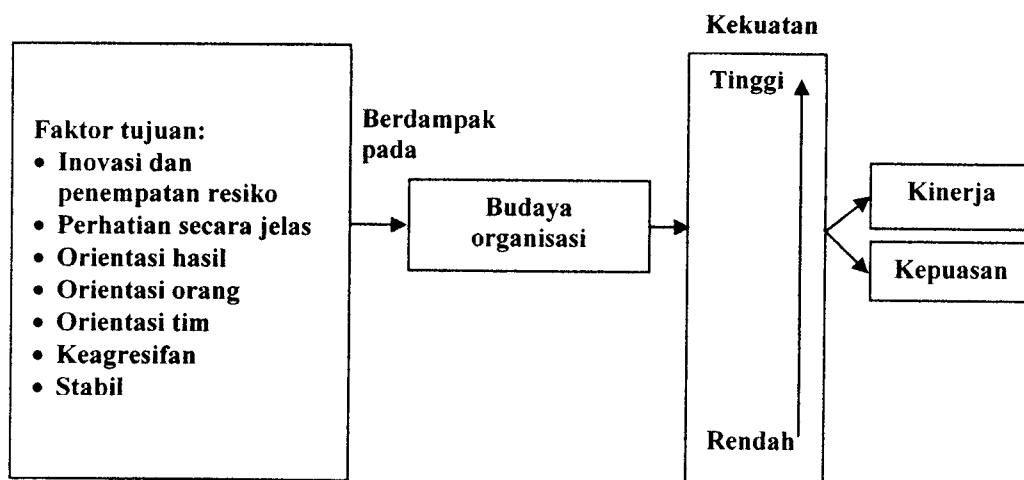 Kekuatan
Faktor tujuan:
• Inovasi dan
penempatan resiko
• Perhatian secara jelas
• Orientasi hasil
• Orientasi orang
• Orientasi tim
• Keagresifan
• Stabil
Berdampak
pada
Budaya
organisasi
Tinggi
Rendah
Kinerja
Kepuasan